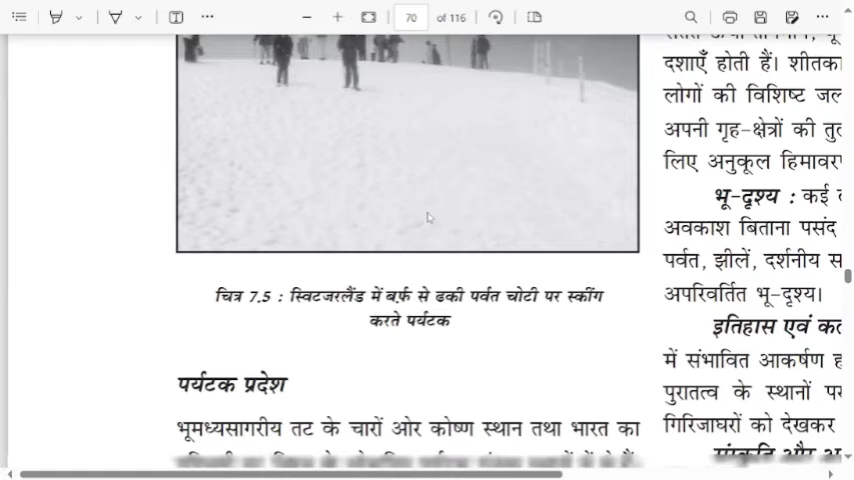 70 of 116
चित्र 7.5 : स्विटजरलैंड में बर्फ़ से ढकी पर्वत चोटी पर स्कींग
करते पर्यटक
पर्यटक प्रदेश
भूमध्यसागरीय तट के चारों ओर कोष्ण स्थान तथा भारत का
दशाएँ होती हैं। शीतका
लोगों की विशिष्ट जल
अपनी गृह-क्षेत्रों की तु
लिए अनुकूल हिमावर
भू-दृश्य : कई
अवकाश बिताना पसंद
पर्वत, झीलें, दर्शनीय स
अपरिवर्तित भू-दृश्य।
इतिहास एवं क
में संभावित आकर्षण ह
पुरातत्व के स्थानों पर
गिरिजाघरों को देखकर
संस्कृति और अ